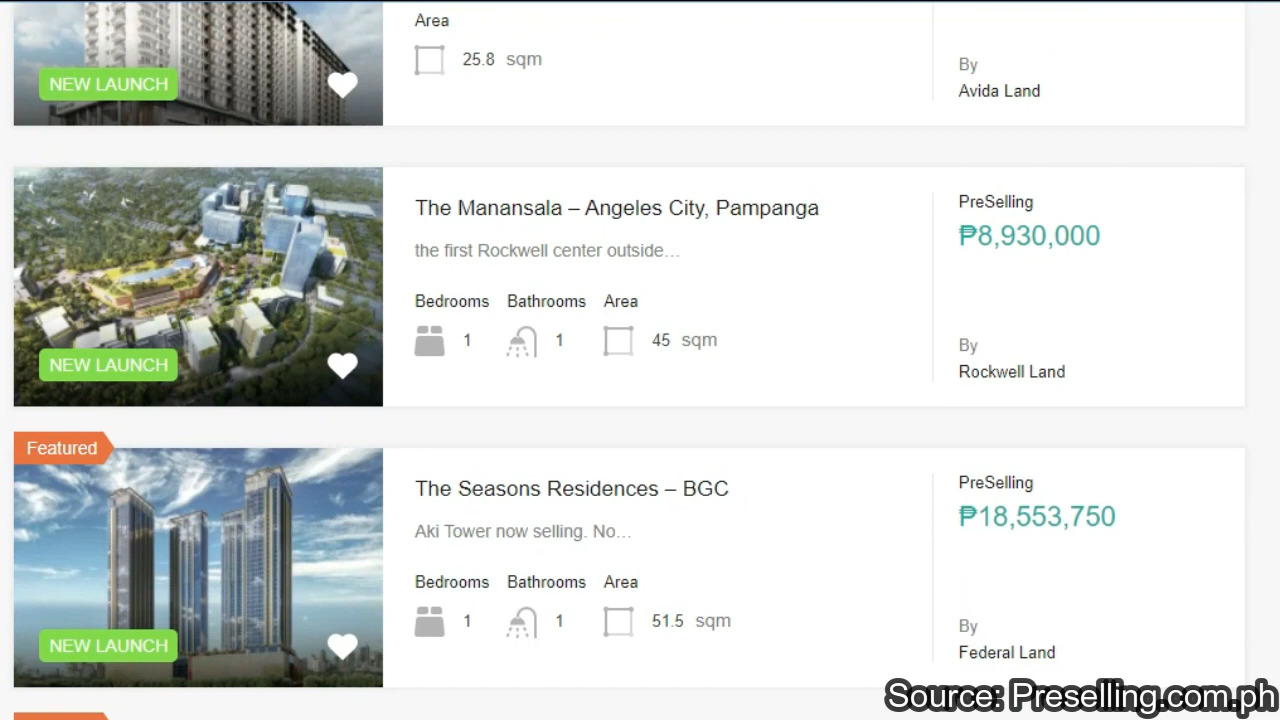 Area
25.8 sqm
NEW LAUNCH
By
Avida Land
The Manansala – Angeles City, Pampanga
the first Rockwell center outside...
Bedrooms Bathrooms Area
1 1 45 sqm
NEW LAUNCH
PreSelling
₱8,930,000
By
Rockwell Land
Featured
The Seasons Residences – BGC
Aki Tower now selling. No...
Bedrooms Bathrooms Area
1 1 51.5 sqm
NEW LAUNCH
PreSelling
₱18,553,750
By
Federal Land
Source: Preselling.com.ph